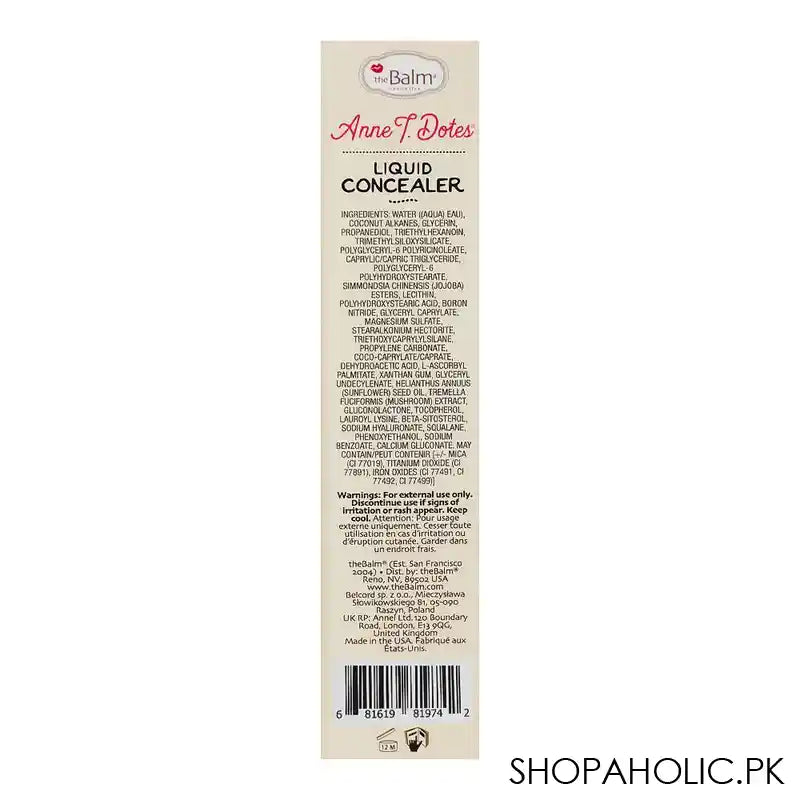 theBalm®
cosmetics
Anne T. Dotes®
LIQUID
CONCEALER
INGREDIENTS: WATER ((AQUA) EAU),
COCONUT ALKANES, GLYCERIN,
PROPANEDIOL, TRIETHYLHEXANOIN,
TRIMETHYLSILOXYSILICATE,
POLYGLYCERYL-6 POLYRICINOLEATE,
CAPRYLIC/CAPRIC TRIGLYCERIDE,
POLYGLYCERYL-6
POLYHYDROXYSTEARATE,
SIMMONDSIA CHINENSIS (JOJOBA)
ESTERS, LECITHIN,
POLYHYDROXYSTEARIC ACID, BORON
NITRIDE, GLYCERYL CAPRYLATE,
MAGNESIUM SULFATE,
STEARALKONIUM HECTORITE,
TRIETHOXYCAPRYLYLSILANE,
PROPYLENE CARBONATE,
COCO-CAPRYLATE/CAPRATE,
DEHYDROACETIC ACID, L-ASCORBYL
PALMITATE, XANTHAN GUM, GLYCERYL
UNDECYLENATE, HELIANTHUS ANNUUS
(SUNFLOWER) SEED OIL, TREMELLA
FUCIFORMIS (MUSHROOM) EXTRACT,
GLUCONOLACTONE, TOCOPHEROL,
LAUROYL LYSINE, BETA-SITOSTEROL,
SODIUM HYALURONATE, SQUALANE,
PHENOXYETHANOL, SODIUM
BENZOATE, CALCIUM GLUCONATE. MAY
CONTAIN/PEUT CONTENIR [+/- MICA
(CI 77019), TITANIUM DIOXIDE (CI
77891), IRON OXIDES (CI 77491, CI
77492, CI 77499)]
Warnings: For external use only.
Discontinue use if signs of
irritation or rash appear. Keep
cool. Attention: Pour usage
externe uniquement. Cesser toute
utilisation en cas d'irritation ou
d'éruption cutanée. Garder dans
un endroit frais.
theBalm® (Est. San Francisco
2004) • Dist. by: theBalm®
Reno, NV, 89502 USA
www.theBalm.com
Belcord sp. z o.o., Mieczysława
Słowikowskiego 81, 05-090
Raszyn, Poland
UK RP: Annel Ltd. 120 Boundary
Road, London, E13 9QG,
United Kingdom
Made in the USA. Fabriqué aux
États-Unis.
6 81619 81974 2
12 M
SHOPAHOLIC.PK